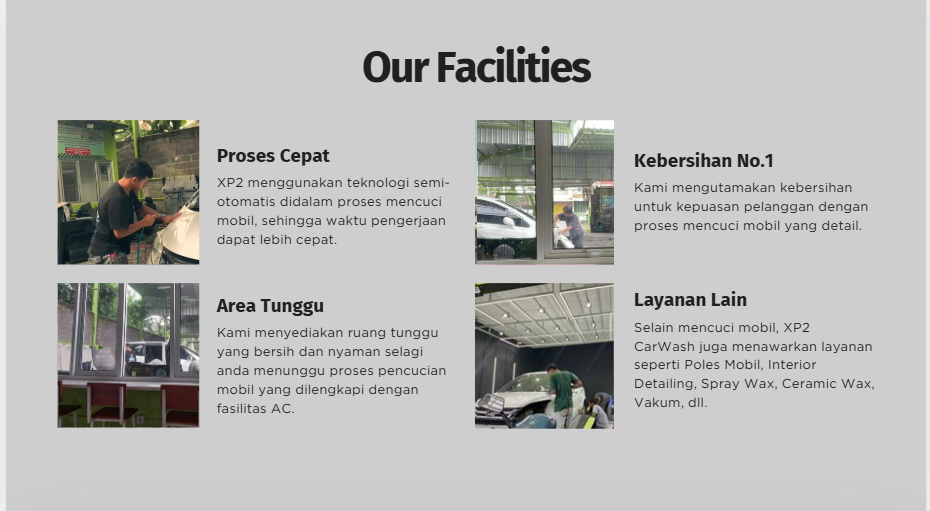 Our Facilities
Proses Cepat
XP2 menggunakan teknologi semi-
otomatis didalam proses mencuci
mobil, sehingga waktu pengerjaan
dapat lebih cepat.
Kebersihan No.1
Kami mengutamakan kebersihan
untuk kepuasan pelanggan dengan
proses mencuci mobil yang detail.
Area Tunggu
Kami menyediakan ruang tunggu
yang bersih dan nyaman selagi
anda menunggu proses pencucian
mobil yang dilengkapi dengan
fasilitas AC.
Layanan Lain
Selain mencuci mobil, XP2
CarWash juga menawarkan layanan
seperti Poles Mobil, Interior
Detailing, Spray Wax, Ceramic Wax,
Vakum, dll.